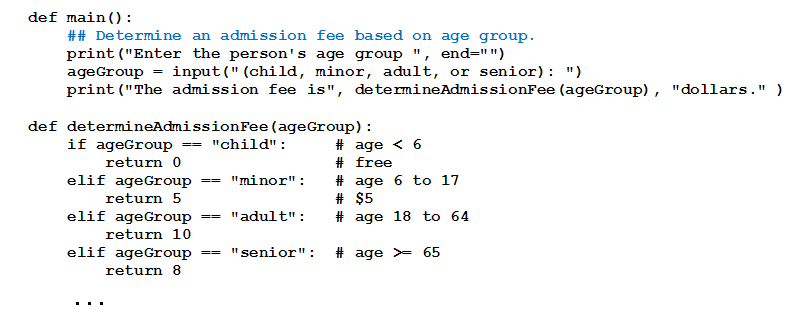 def main():
    ## Determine an admission fee based on age group.
    print("Enter the person's age group ", end="")
    ageGroup = input("(child, minor, adult, or senior): ")
    print("The admission fee is", determineAdmissionFee(ageGroup), "dollars." )

def determineAdmissionFee(ageGroup):
    if ageGroup == "child":     # age < 6
        return 0                # free
    elif ageGroup == "minor":   # age 6 to 17
        return 5                # $5
    elif ageGroup == "adult":   # age 18 to 64
        return 10
    elif ageGroup == "senior":  # age >= 65
        return 8
     ...